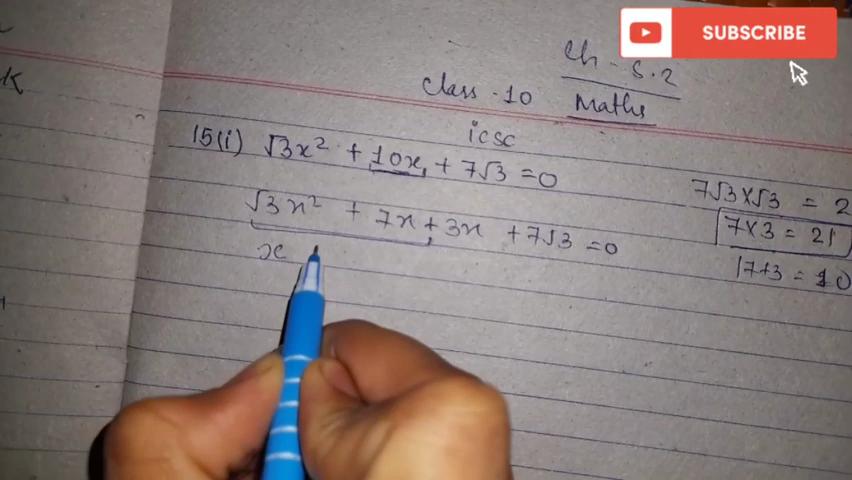 SUBSCRIBE
Ch - 5.2
Class - 10 Maths
icsc
15(i) √3x² + 10x + 7√3 = 0
√3x² + 7x + 3x + 7√3 = 0
x
7√3 × √3 = 2
7 × 3 = 21
7 + 3 = 10
K